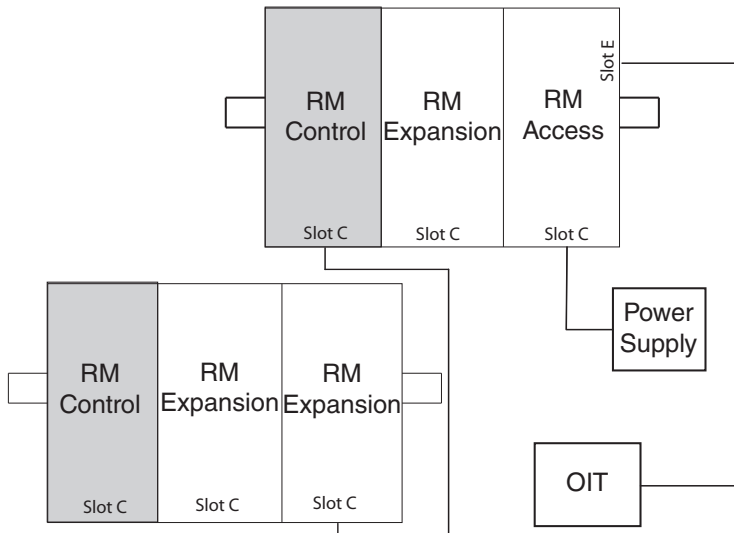 Slot E
RM
Control
RM
Expansion
RM
Access
Slot C
Slot C
Slot C
Power
Supply
RM
Control
RM
Expansion
RM
Expansion
OIT
Slot C
Slot C
Slot C